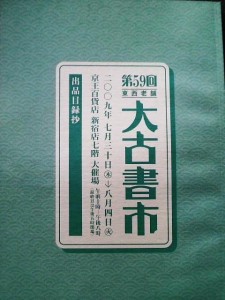 第59回
東西老舗
大古書市
二〇〇九年 七月三十日(木)→八月四日(火)
京王百貨店 新宿店七階 大催場
出品目録抄